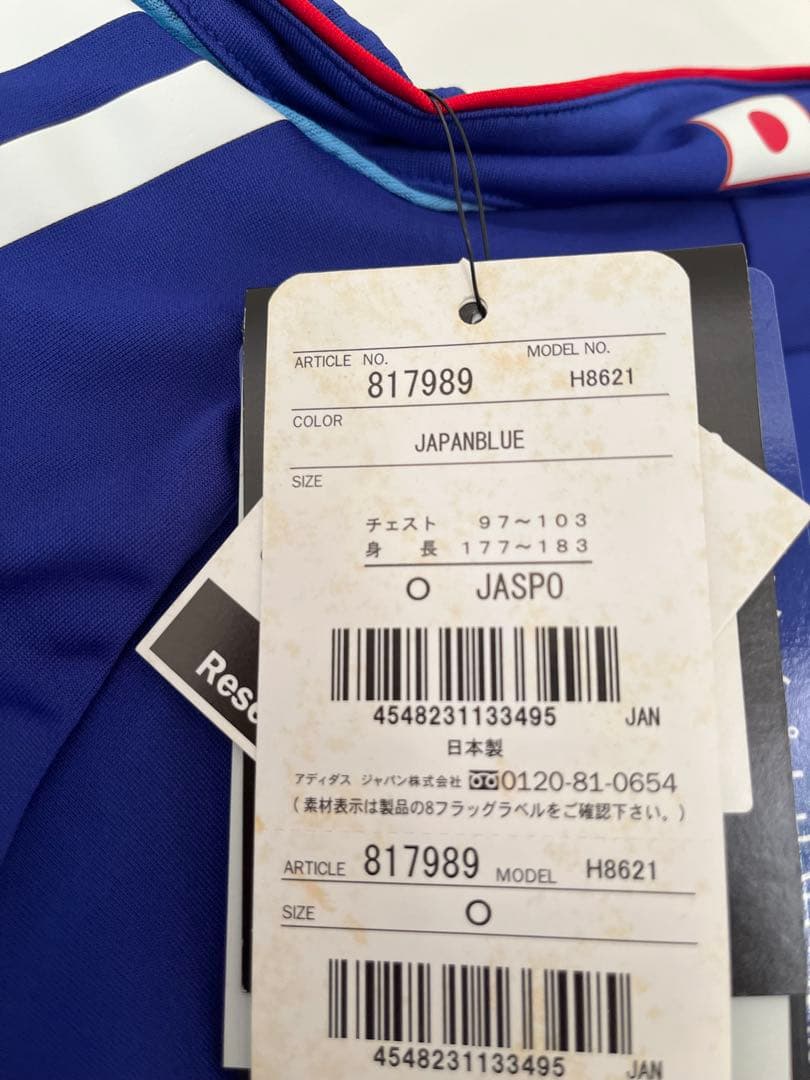 ARTICLE NO. MODEL NO.
817989 H8621
COLOR
JAPANBLUE
SIZE
チェスト 97~103
身 長 177~183
O JASPO
4548231133495 JAN
日本製
アディダス ジャパン株式会社 0120-81-0654
(素材表示は製品の8フラッグラベルをご確認下さい。)
ARTICLE 817989 MODEL H8621
SIZE O
4548231133495 JAN